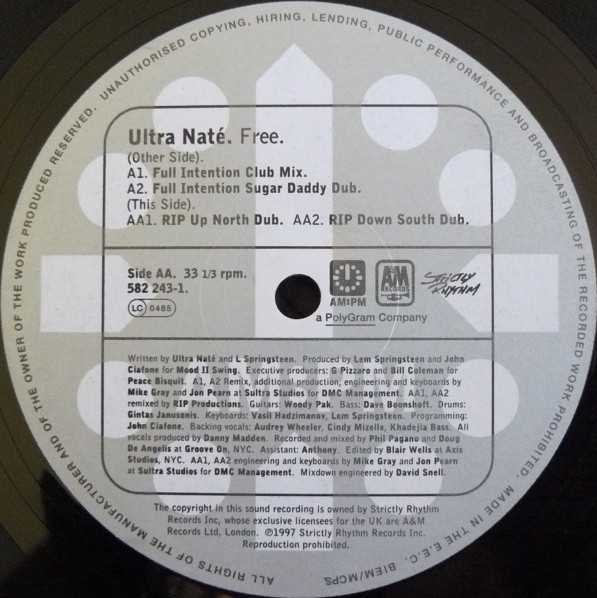 ALL RIGHTS OF THE MANUFACTURER AND OF THE OWNER OF THE WORK PRODUCED RESERVED. UNAUTHORISED COPYING, HIRING, LENDING, PUBLIC PERFORMANCE AND BROADCASTING OF THE RECORDED WORK PROHIBITED. MADE IN THE E.E.C. BIEM/MCPS
Ultra Naté. Free.
(Other Side).
A1. Full Intention Club Mix.
A2. Full Intention Sugar Daddy Dub.
(This Side).
AA1. RIP Up North Dub. AA2. RIP Down South Dub.
Side AA. 33 1/3 rpm.
582 243-1.
LC 0485
AM:PM
A&M
RECORDS
STRICTLY
RHYTHM
a PolyGram Company
Written by Ultra Naté and L Springsteen. Produced by Lem Springsteen and John
Ciafone for Mood II Swing. Executive producers: G Pizzaro and Bill Coleman for
Peace Bisquit. A1, A2 Remix, additional production, engineering and keyboards by
Mike Gray and Jon Pearn at Sultra Studios for DMC Management. AA1, AA2
remixed by RIP Productions. Guitars: Woody Pak. Bass: Dave Boonshoft. Drums:
Gintas Janusonis. Keyboards: Vasil Hadzimanov, Lem Springsteen. Programming:
John Ciafone. Backing vocals: Audrey Wheeler, Cindy Mizelle, Khadejia Bass. All
vocals produced by Danny Madden. Recorded and mixed by Phil Pagano and Doug
De Angelis at Groove On, NYC. Assistant: Anthony. Edited by Blair Wells at Axis
Studios, NYC. AA1, AA2 engineering and keyboards by Mike Gray and Jon Pearn
at Sultra Studios for DMC Management. Mixdown engineered by David Snell.
The copyright in this sound recording is owned by Strictly Rhythm
Records Inc, whose exclusive licensees for the UK are A&M
Records Ltd, London. ℗1997 Strictly Rhythm Records Inc.
Reproduction prohibited.